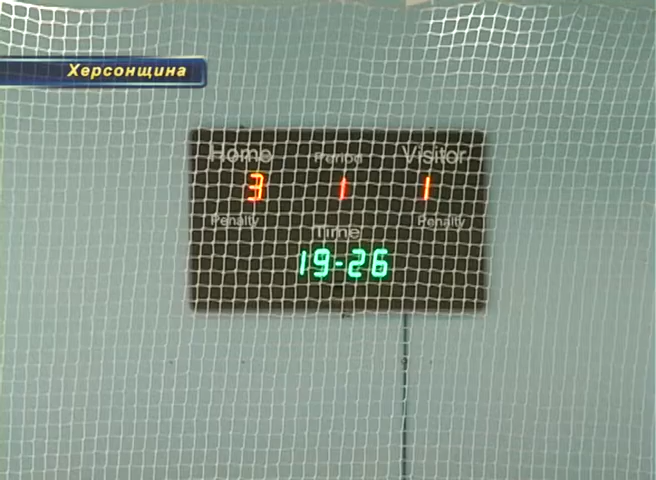 Херсонщина
Home Period Visitor
3 1 1
Penalty Penalty
Time
19-26